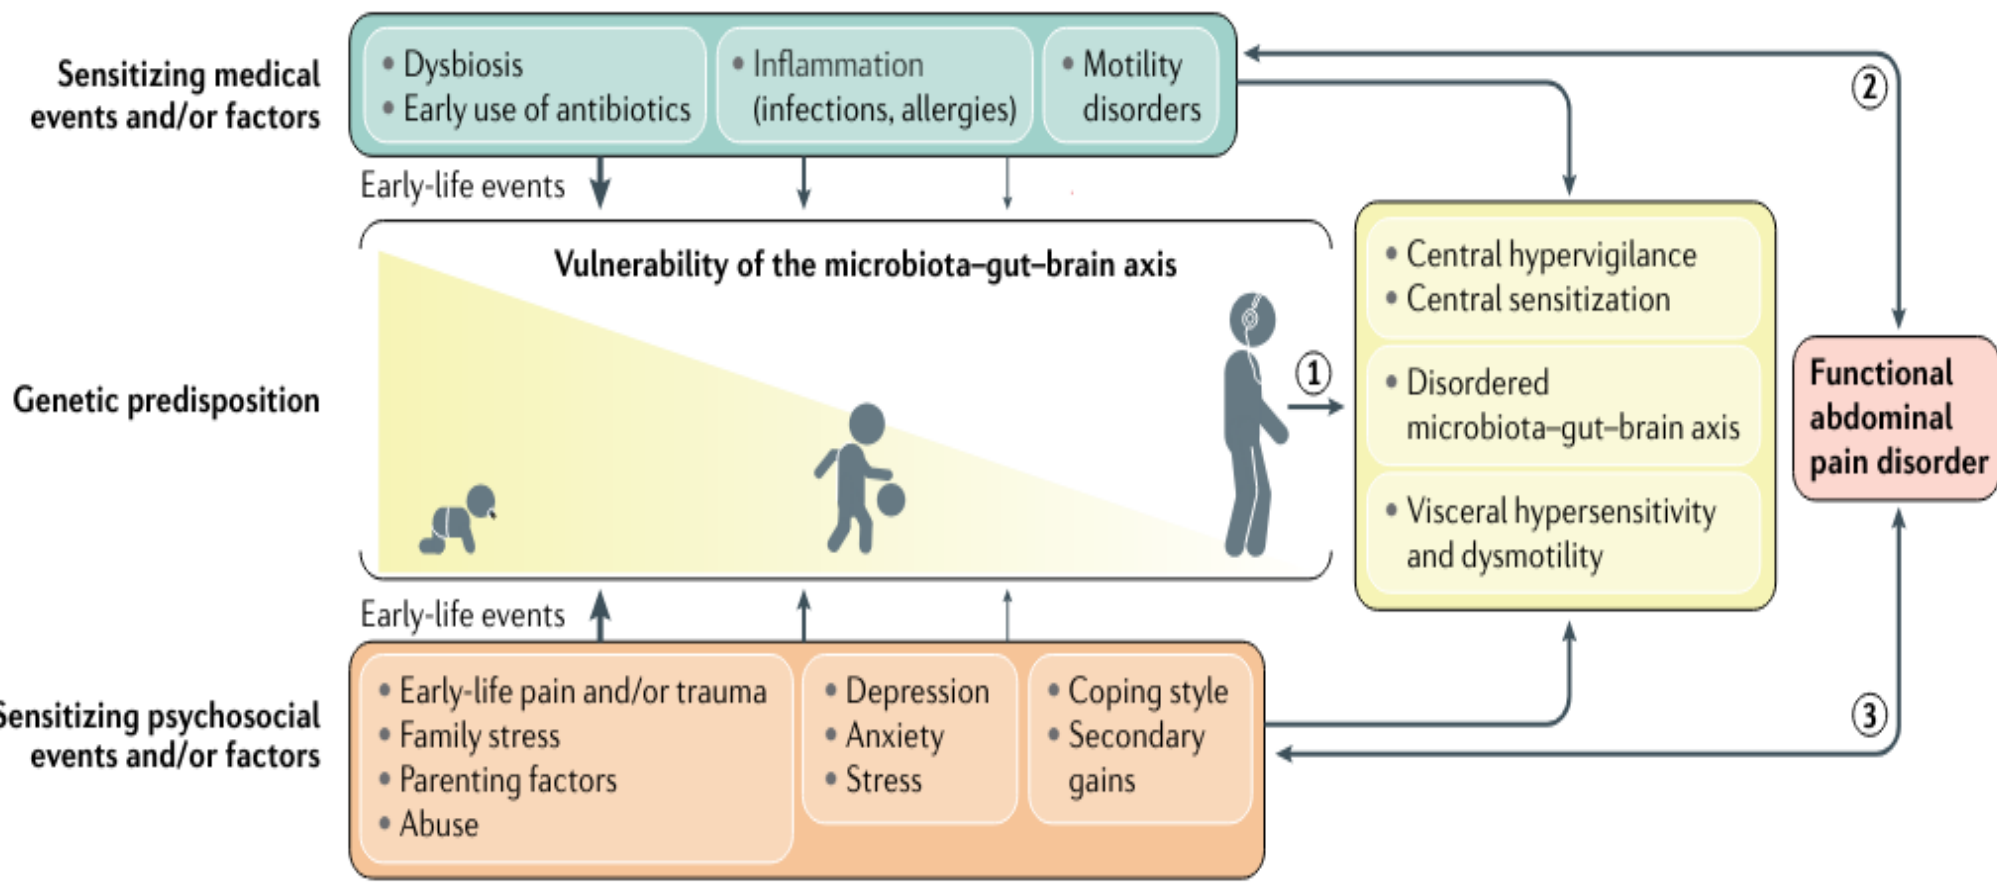 Sensitizing medical
events and/or factors
• Dysbiosis
• Early use of antibiotics
• Inflammation
(infections, allergies)
• Motility
disorders
2
Early-life events
Vulnerability of the microbiota–gut–brain axis
Genetic predisposition
1
• Central hypervigilance
• Central sensitization
• Disordered
microbiota–gut–brain axis
• Visceral hypersensitivity
and dysmotility
Functional
abdominal
pain disorder
Early-life events
Sensitizing psychosocial
events and/or factors
• Early-life pain and/or trauma
• Family stress
• Parenting factors
• Abuse
• Depression
• Anxiety
• Stress
• Coping style
• Secondary
gains
3